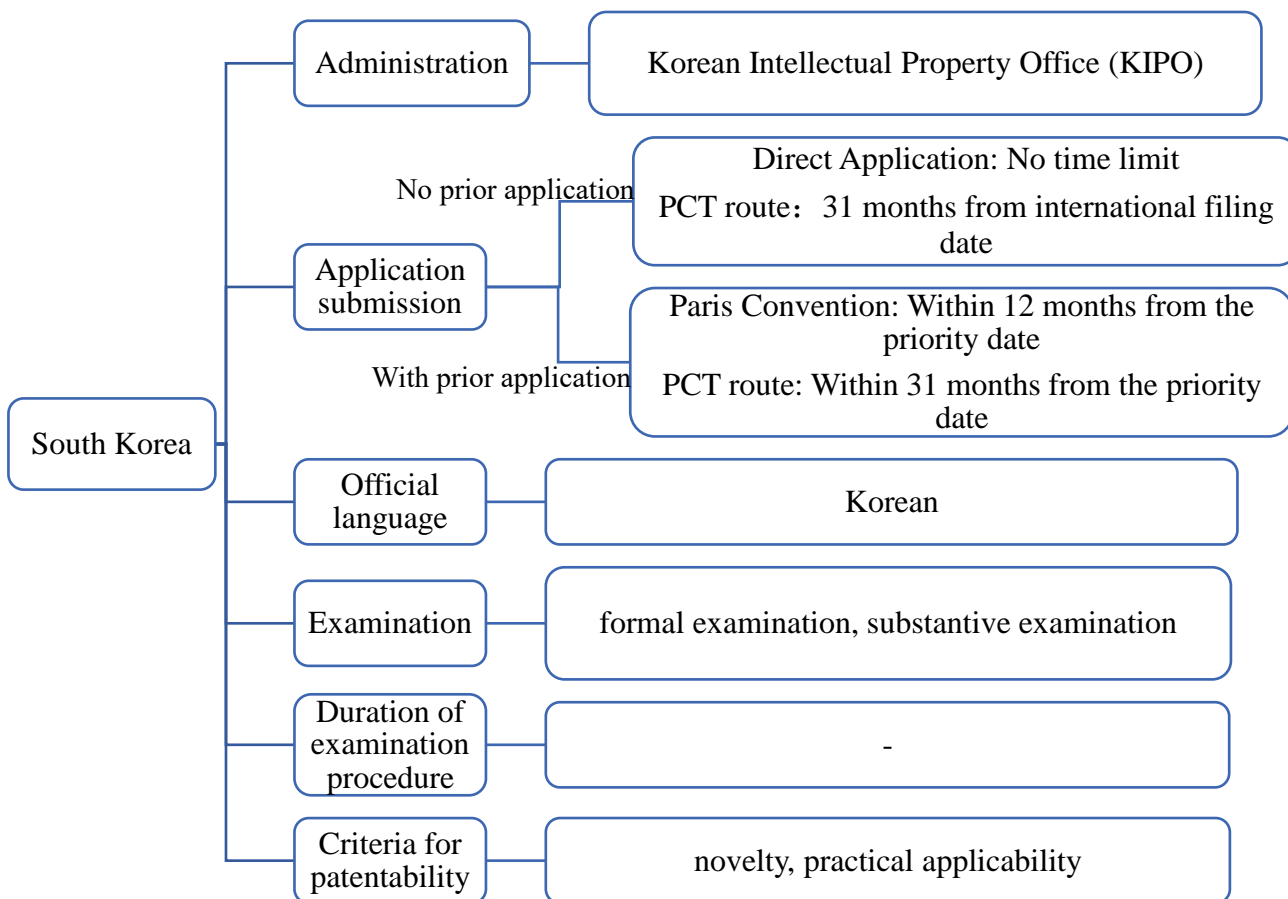 Administration
Korean Intellectual Property Office (KIPO)
No prior application
Direct Application: No time limit
PCT route：31 months from international filing
date
Application
submission
With prior application
Paris Convention: Within 12 months from the
priority date
PCT route: Within 31 months from the priority
date
South Korea
Official
language
Korean
Examination
formal examination, substantive examination
Duration of
examination
procedure
-
Criteria for
patentability
novelty, practical applicability